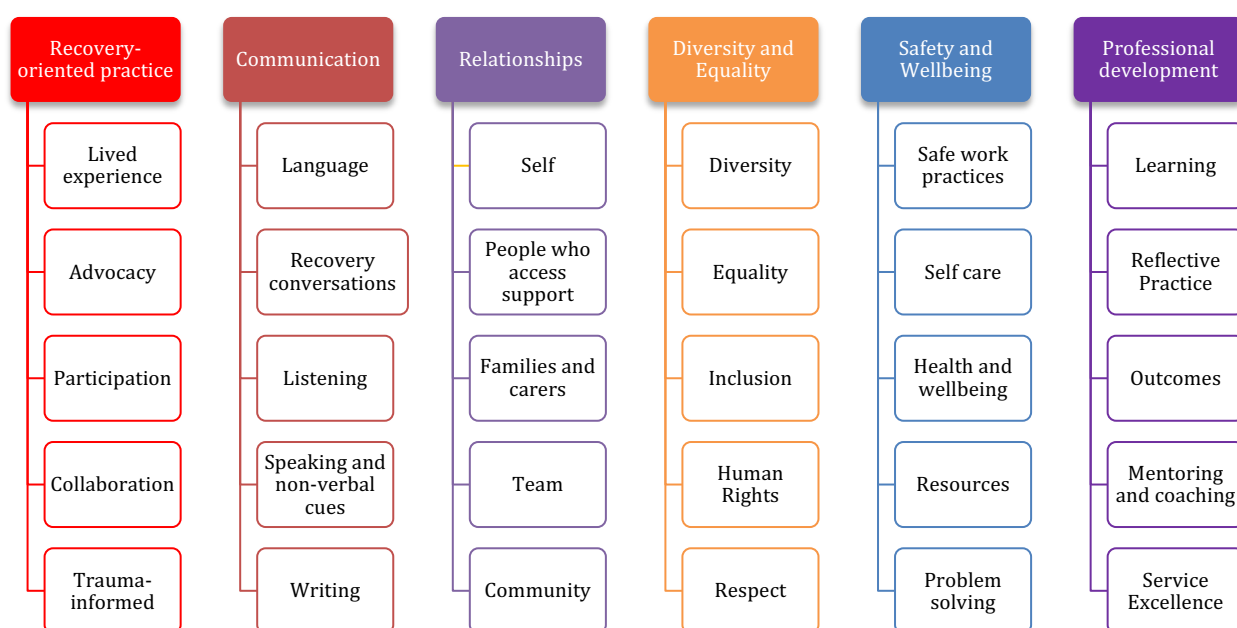 Recovery-
oriented practice
Lived
experience
Advocacy
Participation
Collaboration
Trauma-
informed
Communication
Language
Recovery
conversations
Listening
Speaking and
non-verbal
cues
Writing
Relationships
Self
People who
access
support
Families and
carers
Team
Community
Diversity and
Equality
Diversity
Equality
Inclusion
Human
Rights
Respect
Safety and
Wellbeing
Safe work
practices
Self care
Health and
wellbeing
Resources
Problem
solving
Professional
development
Learning
Reflective
Practice
Outcomes
Mentoring
and coaching
Service
Excellence